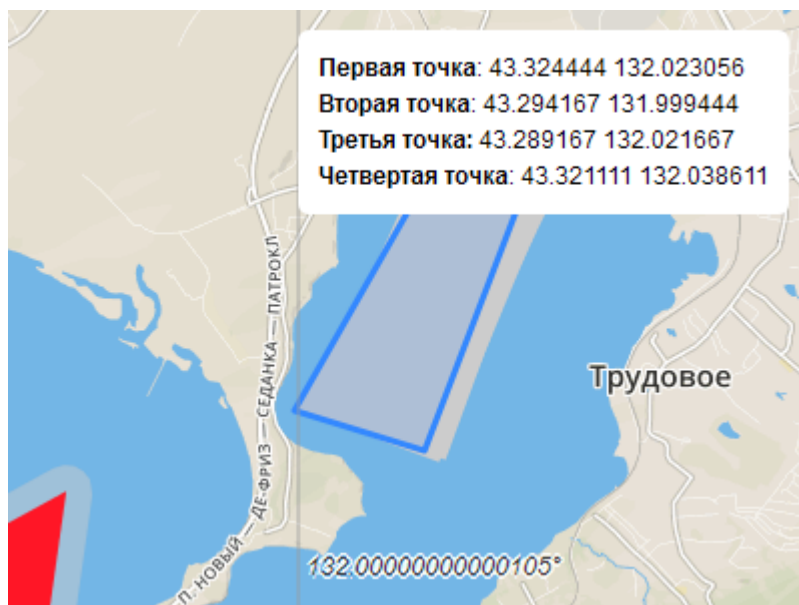 Первая точка: 43.324444 132.023056
Вторая точка: 43.294167 131.999444
Третья точка: 43.289167 132.021667
Четвертая точка: 43.321111 132.038611
П. НОВЫЙ — ДЕ-ФРИЗ — СЕДАНКА — ПАТРОКЛ
Трудовое
132.000000000000105°